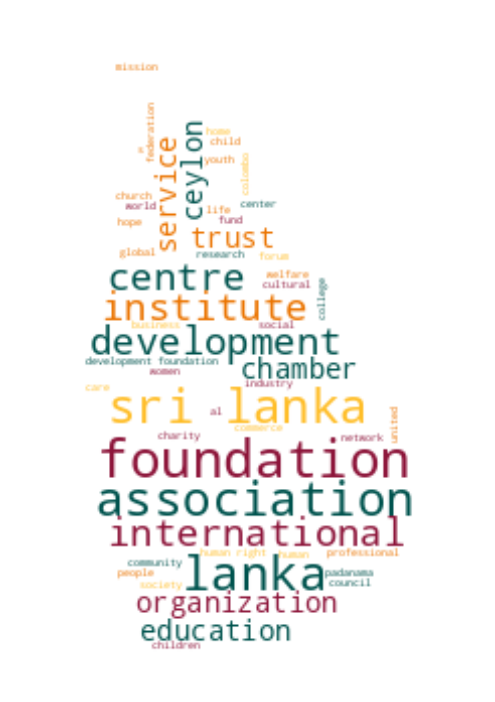 mission
federation
service
ceylon
home
child
youth
colombo
church
world
hope
life
center
fund
trust
global
research
forum
centre
welfare
cultural
college
institute
business
social
development
development foundation
chamber
women
industry
care
sri lanka
al
united
commerce
charity
network
foundation
association
international
human right
human
professional
community
lanka
people
padanama
society
council
organization
education
children